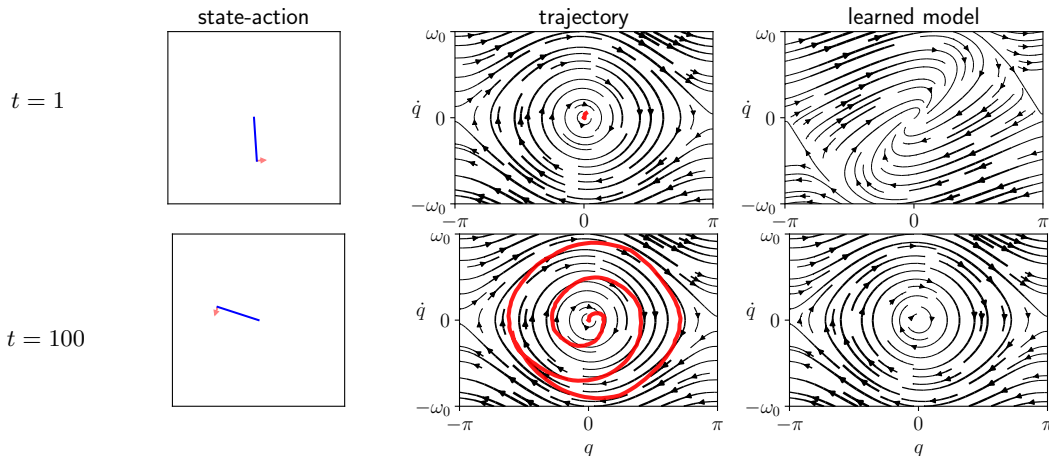 state-action trajectory learned model
t = 1
q̇ ω₀ 0 −ω₀ −π 0 π
q̇ ω₀ 0 −ω₀ −π 0 π
t = 100
q̇ ω₀ 0 −ω₀ −π 0 π
q
q̇ ω₀ 0 −ω₀ −π 0 π
q